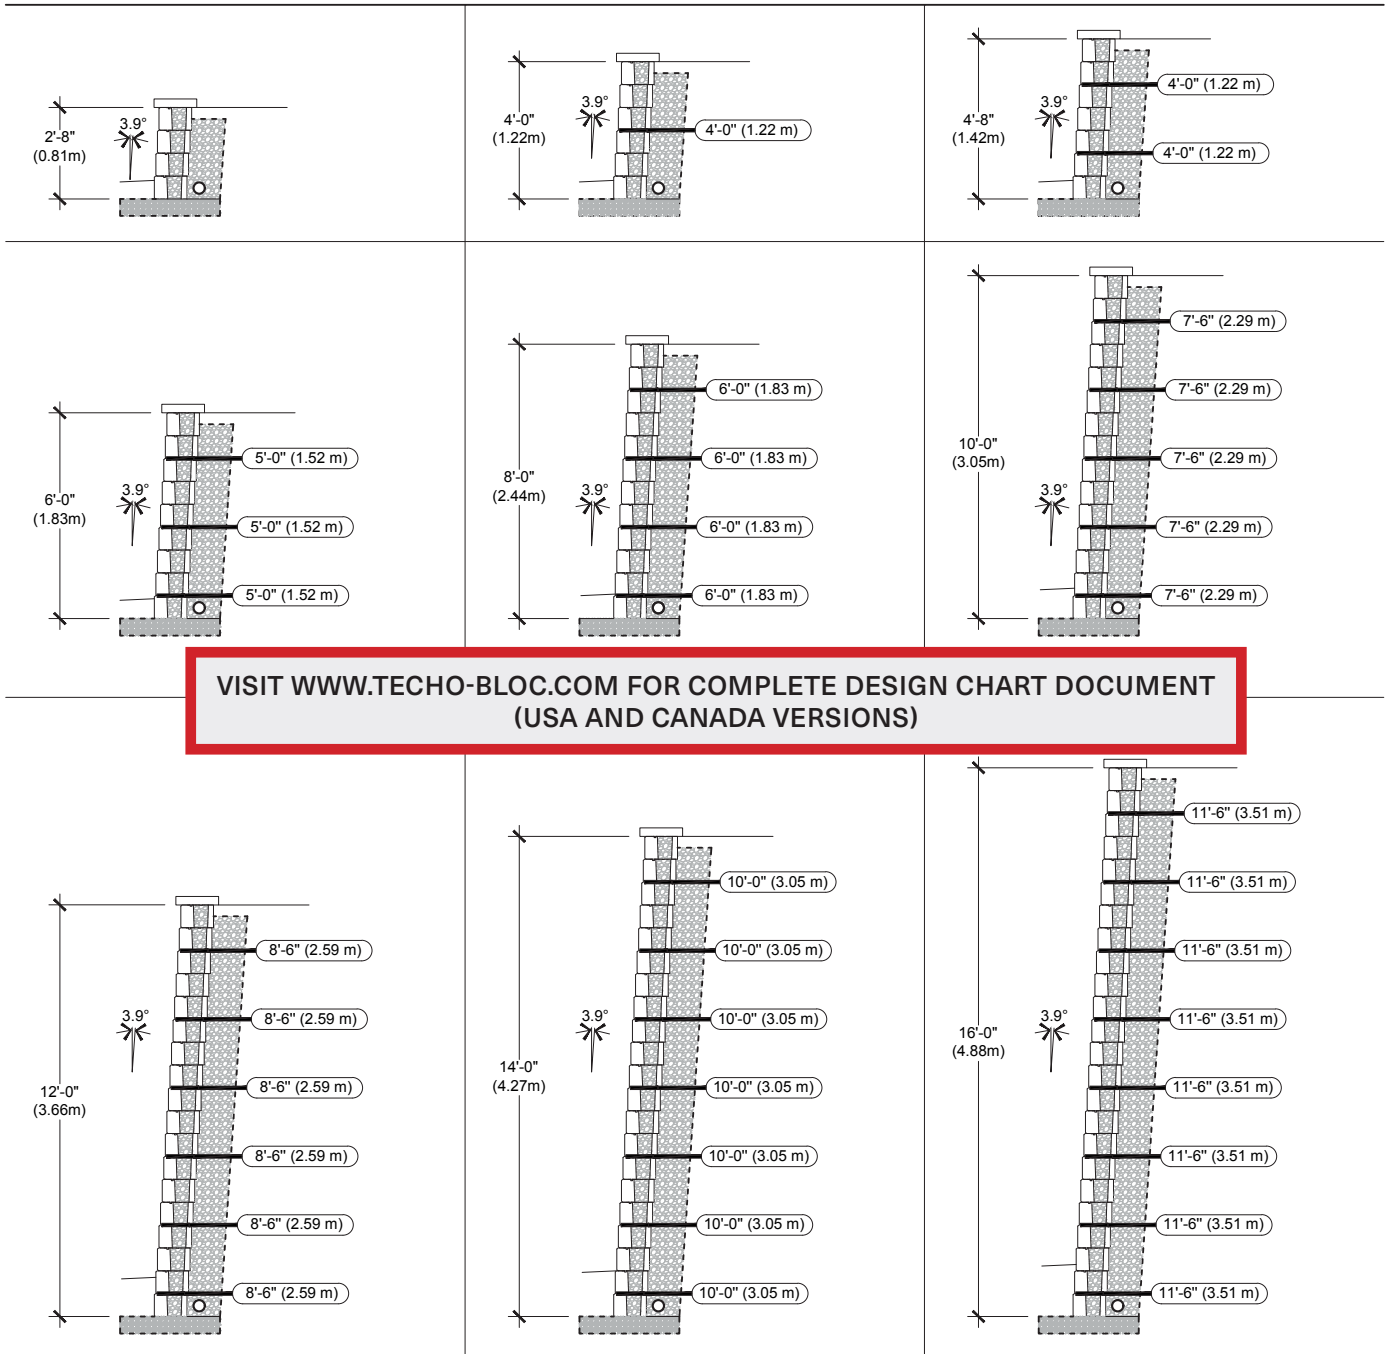 2'-8"
(0.81m)
3.9°
4'-0"
(1.22m)
3.9°
4'-0" (1.22 m)
4'-8"
(1.42m)
3.9°
4'-0" (1.22 m)
4'-0" (1.22 m)
6'-0"
(1.83m)
3.9°
5'-0" (1.52 m)
5'-0" (1.52 m)
5'-0" (1.52 m)
8'-0"
(2.44m)
3.9°
6'-0" (1.83 m)
6'-0" (1.83 m)
6'-0" (1.83 m)
6'-0" (1.83 m)
10'-0"
(3.05m)
3.9°
7'-6" (2.29 m)
7'-6" (2.29 m)
7'-6" (2.29 m)
7'-6" (2.29 m)
7'-6" (2.29 m)
VISIT WWW.TECHO-BLOC.COM FOR COMPLETE DESIGN CHART DOCUMENT
(USA AND CANADA VERSIONS)
12'-0"
(3.66m)
3.9°
8'-6" (2.59 m)
8'-6" (2.59 m)
8'-6" (2.59 m)
8'-6" (2.59 m)
8'-6" (2.59 m)
8'-6" (2.59 m)
14'-0"
(4.27m)
3.9°
10'-0" (3.05 m)
10'-0" (3.05 m)
10'-0" (3.05 m)
10'-0" (3.05 m)
10'-0" (3.05 m)
10'-0" (3.05 m)
10'-0" (3.05 m)
16'-0"
(4.88m)
3.9°
11'-6" (3.51 m)
11'-6" (3.51 m)
11'-6" (3.51 m)
11'-6" (3.51 m)
11'-6" (3.51 m)
11'-6" (3.51 m)
11'-6" (3.51 m)
11'-6" (3.51 m)